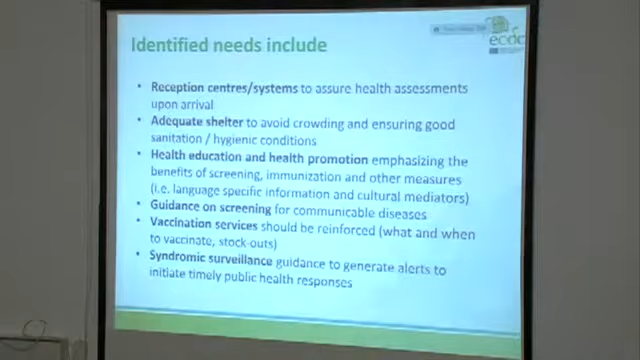 ecdc
Identified needs include
• Reception centres/systems to assure health assessments
upon arrival
• Adequate shelter to avoid crowding and ensuring good
sanitation / hygienic conditions
• Health education and health promotion emphasizing the
benefits of screening, immunization and other measures
(i.e. language specific information and cultural mediators)
• Guidance on screening for communicable diseases
• Vaccination services should be reinforced (what and when
to vaccinate, stock-outs)
• Syndromic surveillance guidance to generate alerts to
initiate timely public health responses